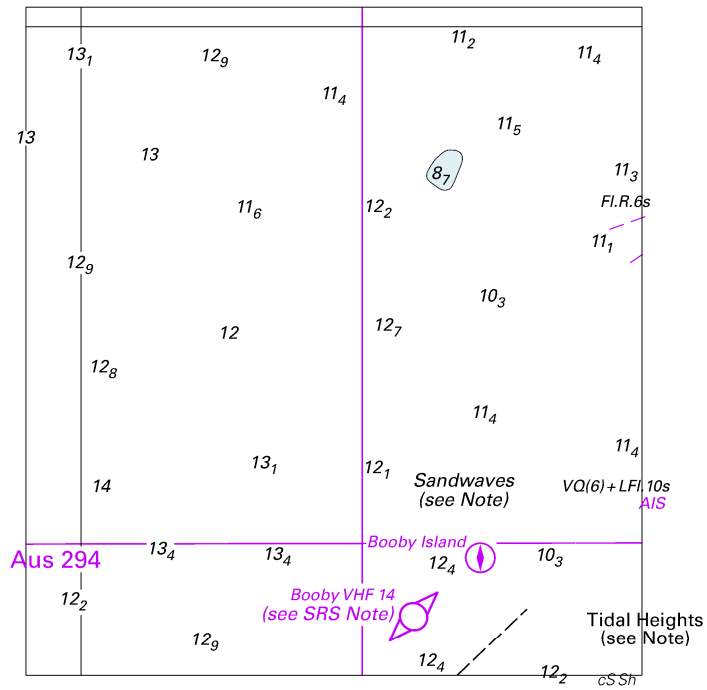 11₂
13₁ 12₉ 11₄
11₄
11₅
13 13
8₇ 11₃
Fl.R.6s
11₆ 12₂
11₁
12₉
10₃
12 12₇
12₈
11₄
11₄
13₁ 12₁
14 Sandwaves VQ(6)+LFl.10s
(see Note) AIS
Booby Island
Aus 294 13₄ 13₄ 12₄ 10₃
Booby VHF 14
12₂ (see SRS Note)
Tidal Heights
12₉ (see Note)
12₄ 12₂
cS Sh